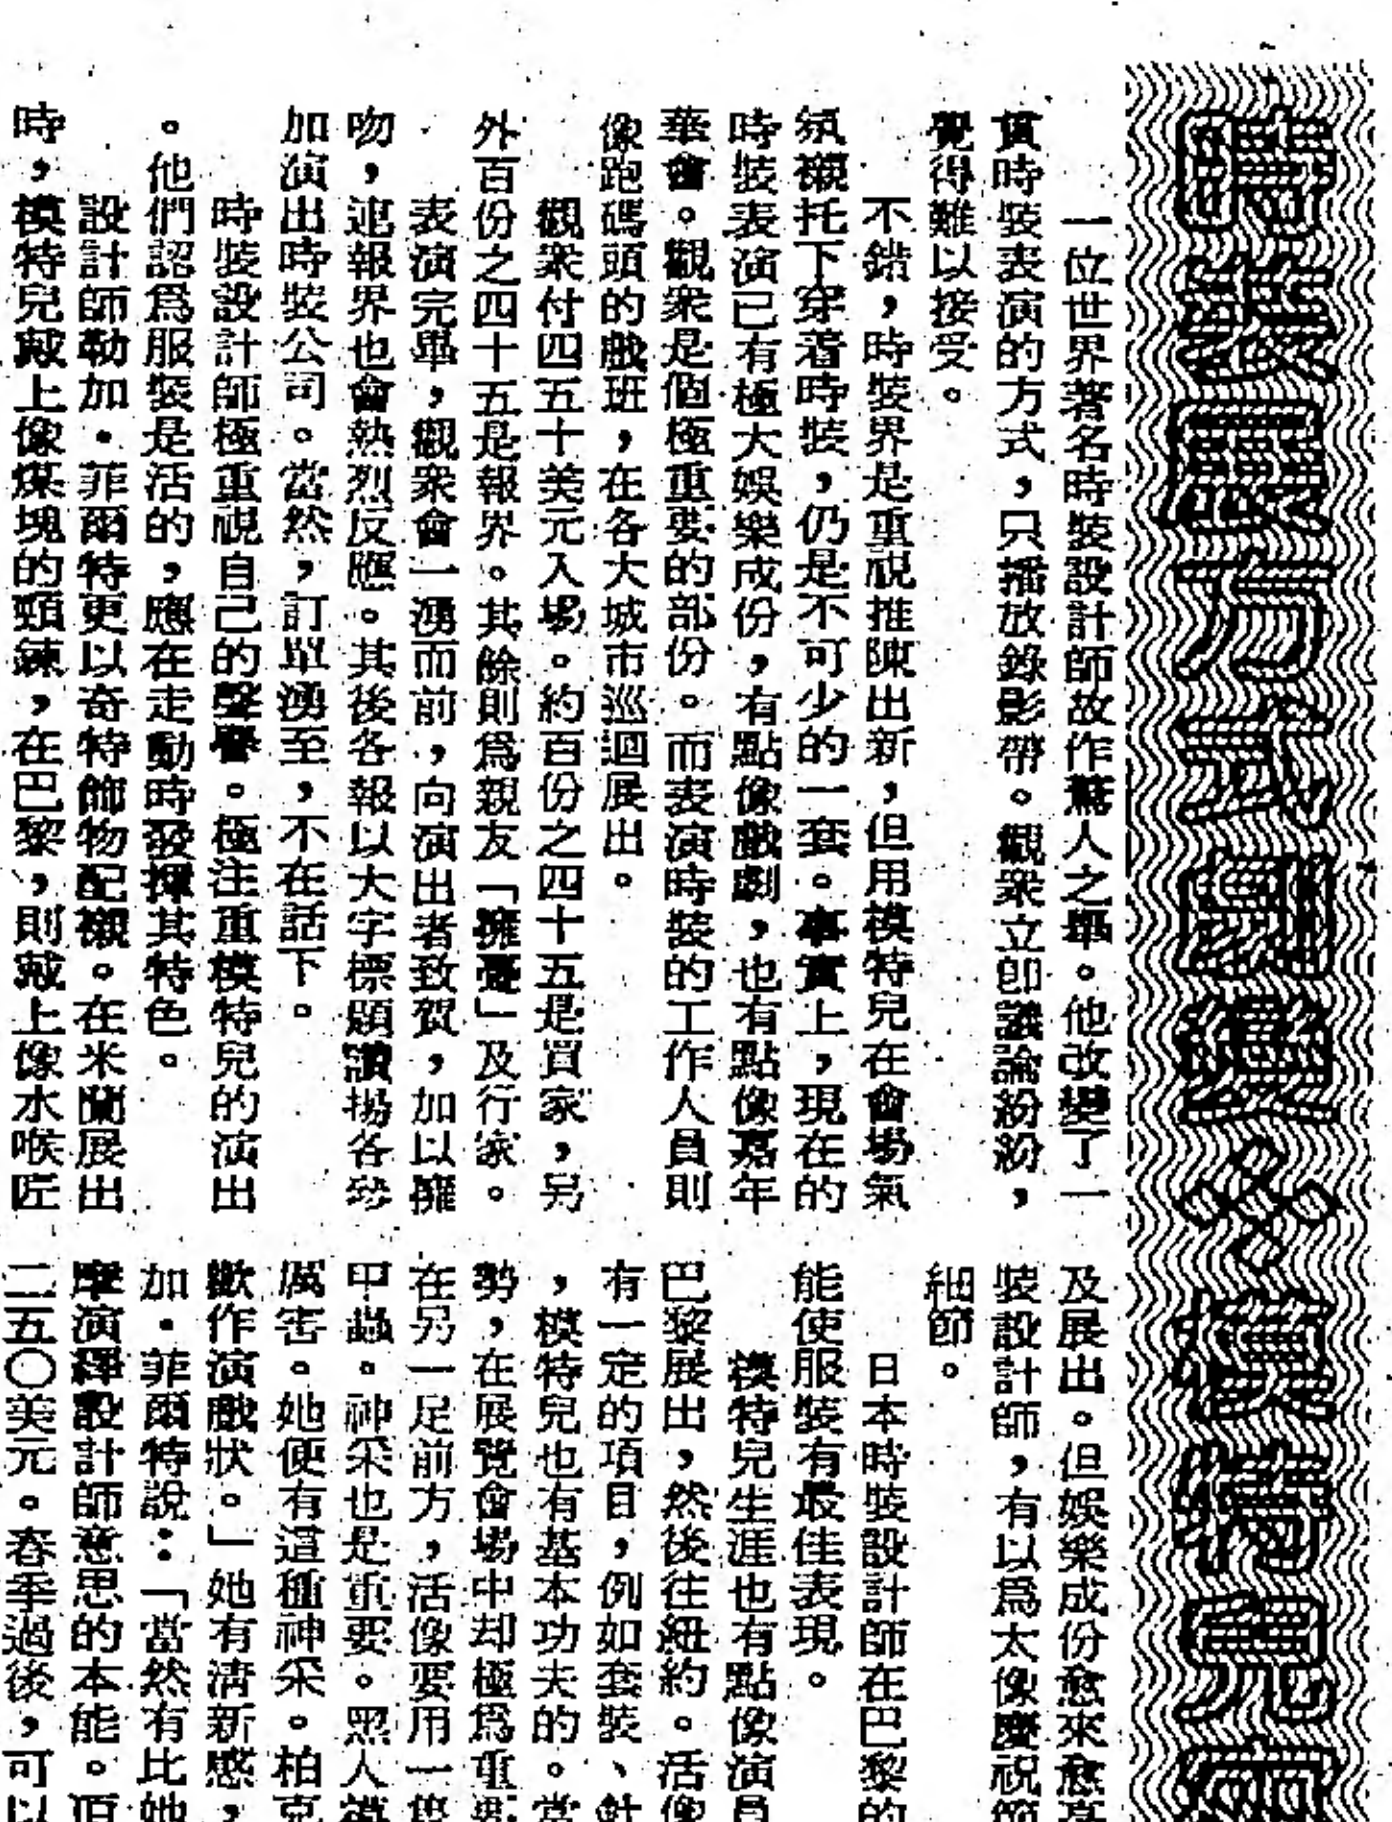 一位世界著名時裝設計師故作驚人之舉。他改變了一
貫時裝表演的方式，只播放錄影帶。觀衆立即議論紛紛，
覺得難以接受。
不錯，時裝界是重視推陳出新，但用模特兒在會場氣
氛襯托下穿着時裝，仍是不可少的一套。事實上，現在的
時裝表演已有極大娛樂成份，有點像戲劇，也有點像嘉年
華會。觀衆是個極重要的部份。而表演時裝的工作人員則
像跑碼頭的戲班，在各大城市巡迴展出。
觀衆付四五十美元入場。約百份之四十五是買家，另
外百份之四十五是報界。其餘則爲親友「擁躉」及行家。
表演完畢，觀衆會一湧而前，向演出者致賀，加以擁
吻，連報界也會熱烈反應。其後各報以大字標題讚揚各參
加演出時裝公司。當然，訂單湧至，不在話下。
時裝設計師極重視自己的聲譽。極注重模特兒的演出
。他們認爲服裝是活的，應在走動時發揮其特色。
設計師勒加·菲爾特更以奇特飾物配襯。在米蘭展出
時，模特兒戴上像煤塊的頸鍊，在巴黎，則戴上像水喉匠
及展出。但娛樂成份愈來愈高
裝設計師，有以爲太像慶祝節
細節。
日本時裝設計師在巴黎的
能使服裝有最佳表現。
模特兒生涯也有點像演員
巴黎展出，然後往紐約。活像
有一定的項目，例如套裝、針
，模特兒也有基本功夫的。當
勢，在展覽會場中却極爲重要
在另一足前方，活像要用一隻
甲蟲。神采也是重要。黑人模
厲害。她便有這種神采。柏克
歡作演戲狀。」她有清新感，
加·菲爾特說：「當然有比她
演釋設計師意思的本能。
二五〇美元。春季過後，可以